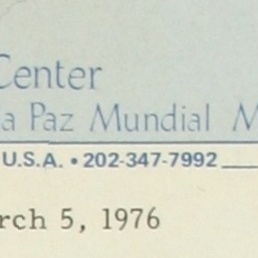 Center
a Paz Mundial M
U.S.A. • 202-347-7992
rch 5, 1976